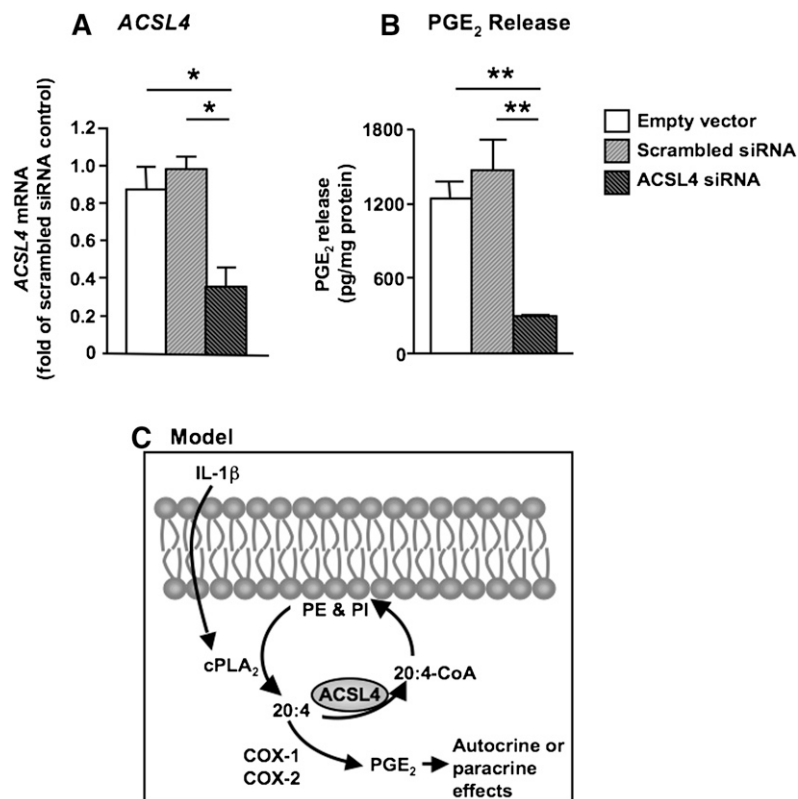 A ACSL4
* 
*
ACSL4 mRNA
(fold of scrambled siRNA control)
1.2
1.0
0.8
0.6
0.4
0.2
0
B PGE2 Release
**
**
PGE2 release
(pg/mg protein)
1800
1200
600
0
Empty vector
Scrambled siRNA
ACSL4 siRNA
C Model
IL-1β
PE & PI
cPLA2
20:4-CoA
ACSL4
20:4
COX-1
COX-2
PGE2
Autocrine or
paracrine
effects